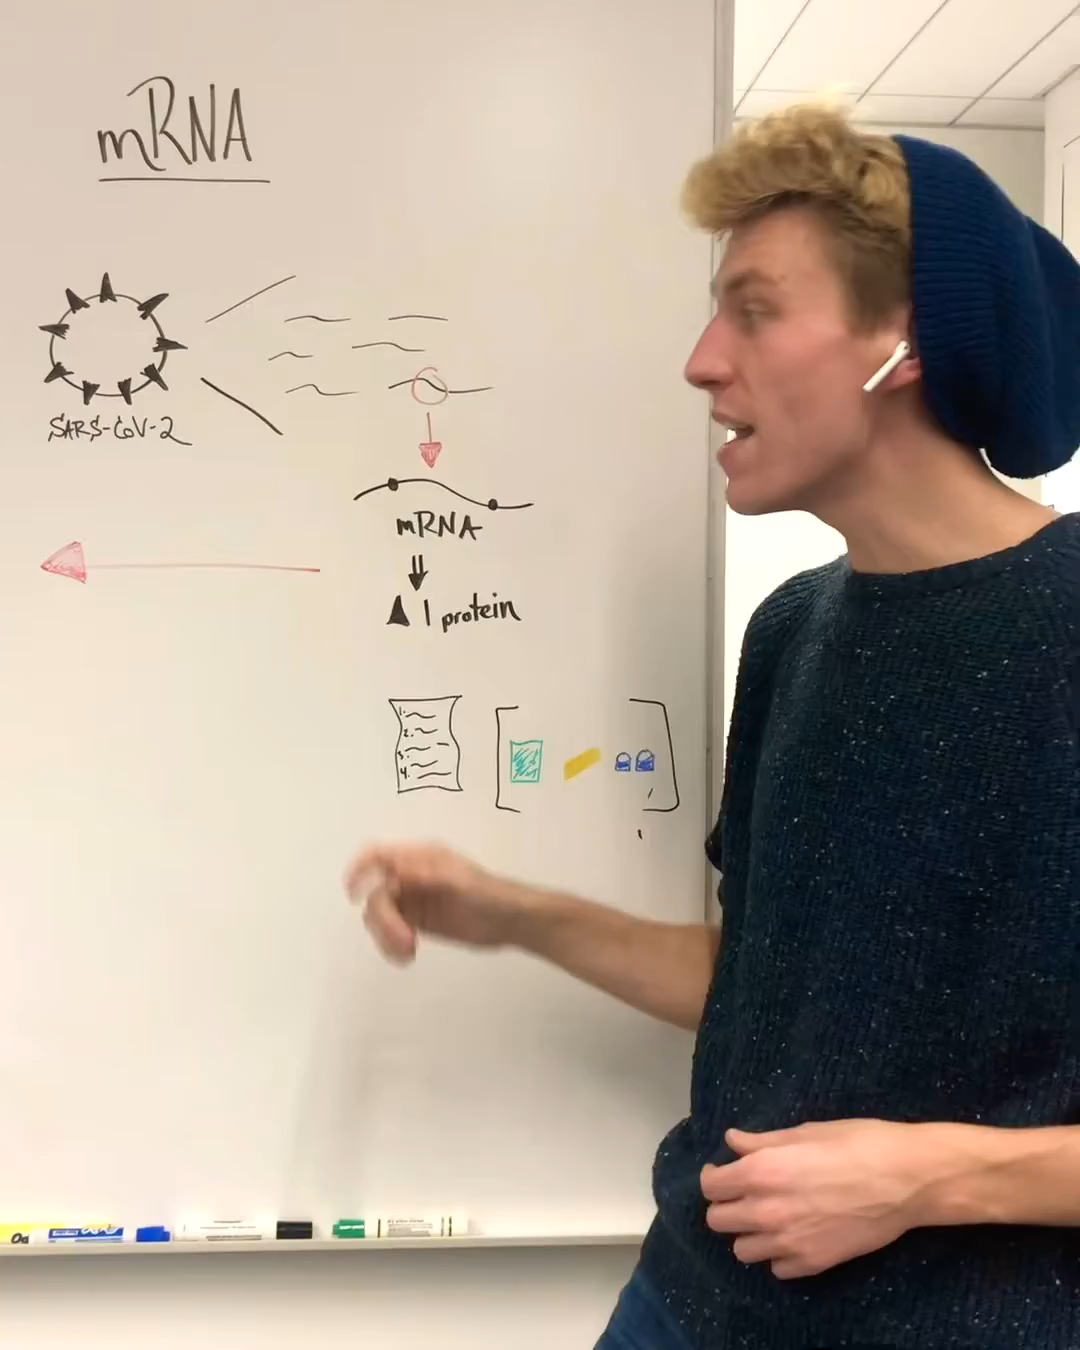 mRNA
SARS-CoV-2
mRNA
1 protein
1.
2.
3.
4.